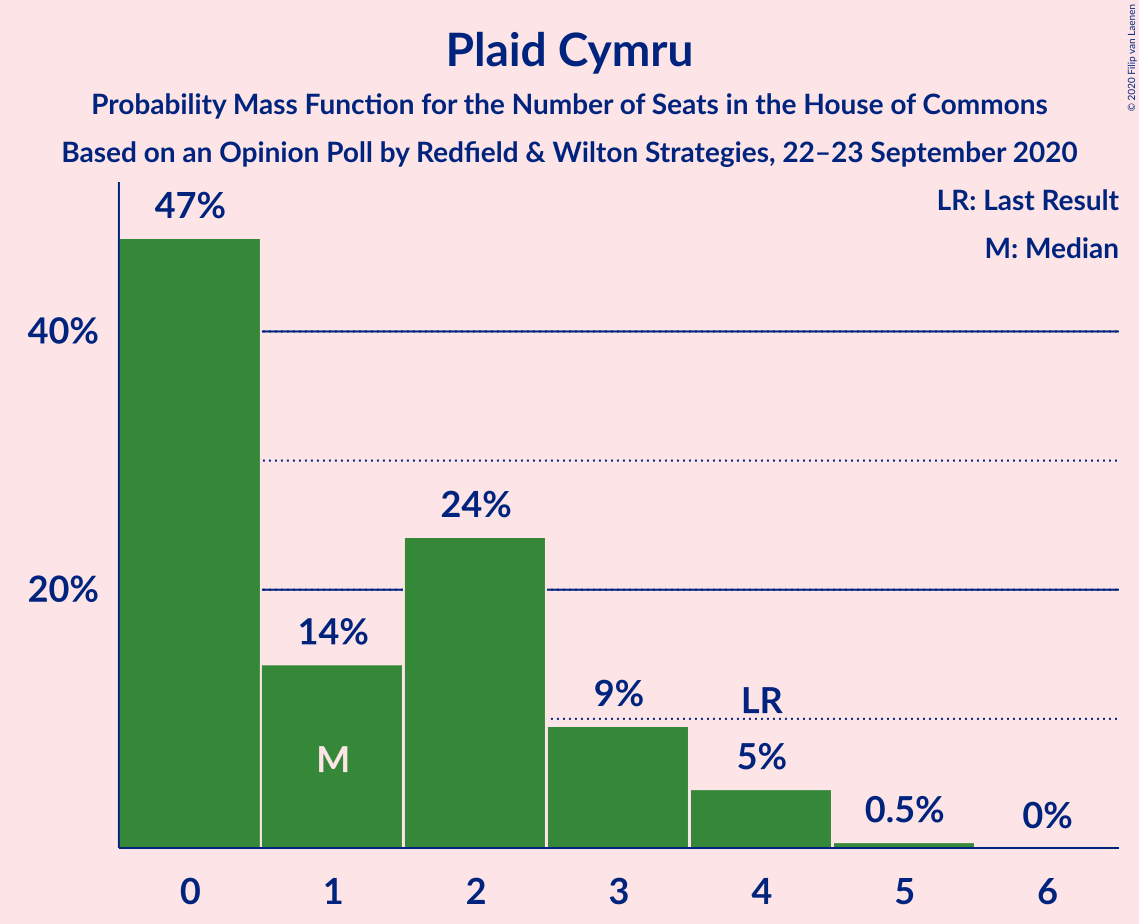 Plaid Cymru
Probability Mass Function for the Number of Seats in the House of Commons
Based on an Opinion Poll by Redfield & Wilton Strategies, 22–23 September 2020
© 2020 Filip van Laenen
LR: Last Result
M: Median
47%
40%
24%
20%
14%
9%
LR
5%
M
0.5%
0%
0 1 2 3 4 5 6